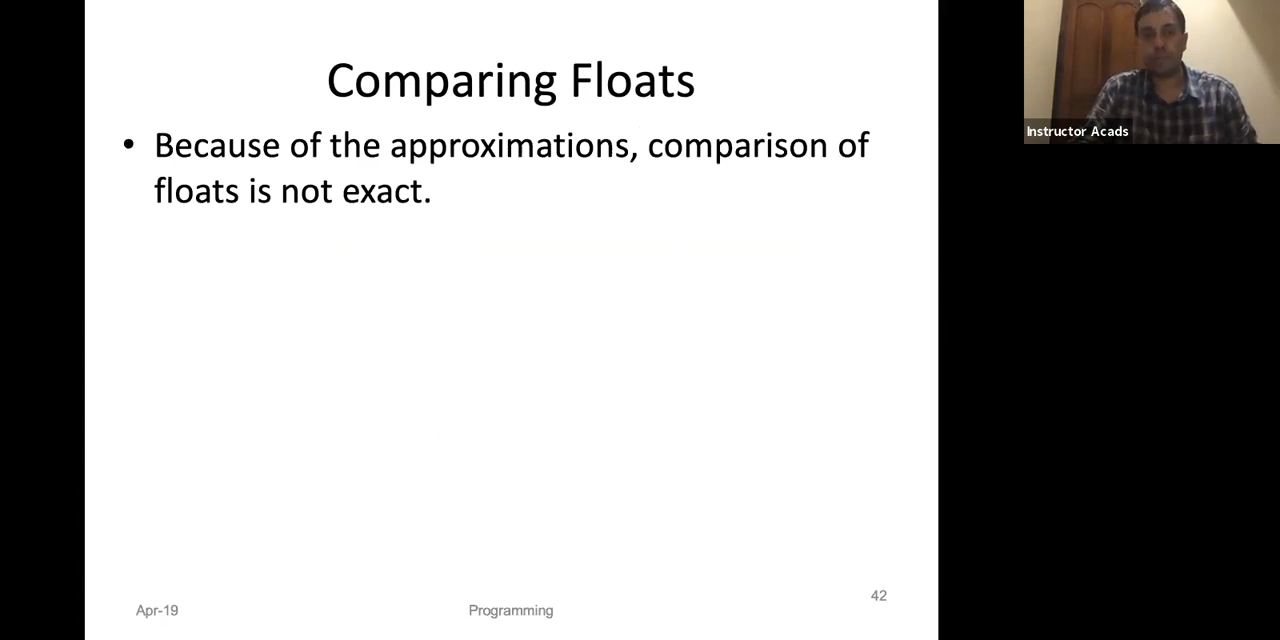 Comparing Floats
• Because of the approximations, comparison of
floats is not exact.
Apr-19
Programming
42
Instructor Acads